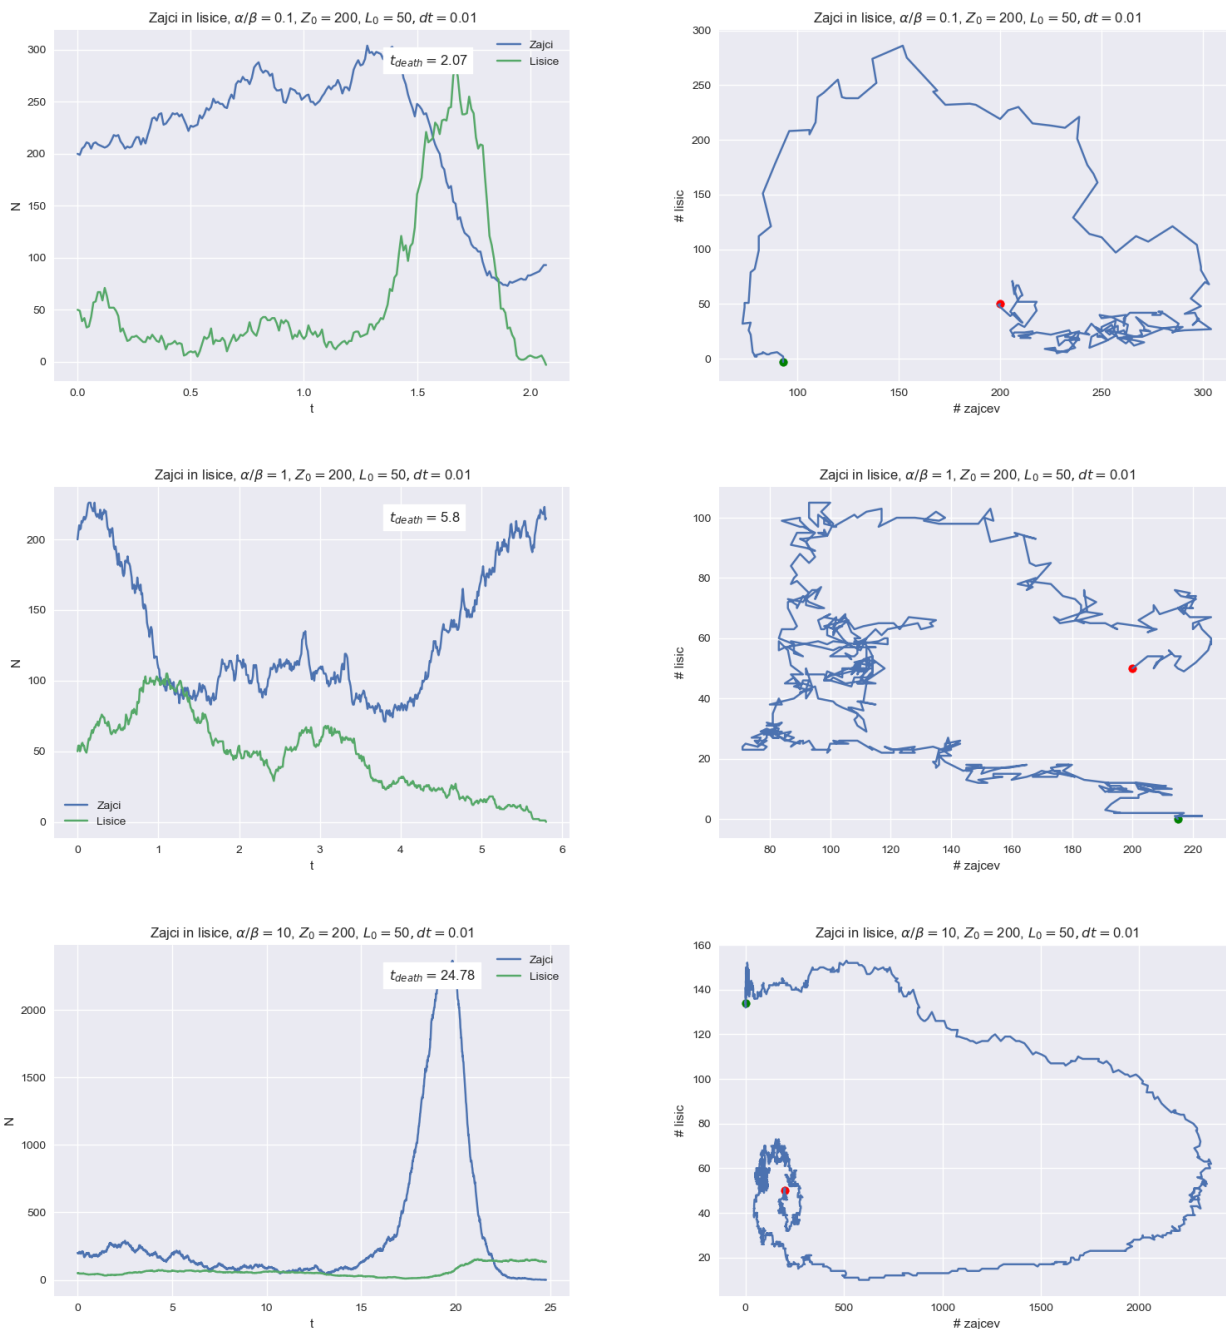 Zajci in lisice, α/β = 0.1, Z₀ = 200, L₀ = 50, dt = 0.01
300
250
200
150
100
50
0
N
t_death = 2.07
Zajci
Lisice
0.0 0.5 1.0 1.5 2.0
t
Zajci in lisice, α/β = 0.1, Z₀ = 200, L₀ = 50, dt = 0.01
300
250
200
150
100
50
0
# lisic
100 150 200 250 300
# zajcev
Zajci in lisice, α/β = 1, Z₀ = 200, L₀ = 50, dt = 0.01
200
150
100
50
0
N
t_death = 5.8
Zajci
Lisice
0 1 2 3 4 5 6
t
Zajci in lisice, α/β = 1, Z₀ = 200, L₀ = 50, dt = 0.01
100
80
60
40
20
0
# lisic
80 100 120 140 160 180 200 220
# zajcev
Zajci in lisice, α/β = 10, Z₀ = 200, L₀ = 50, dt = 0.01
2000
1500
1000
500
0
N
t_death = 24.78
Zajci
Lisice
0 5 10 15 20 25
t
Zajci in lisice, α/β = 10, Z₀ = 200, L₀ = 50, dt = 0.01
160
140
120
100
80
60
40
20
# lisic
0 500 1000 1500 2000
# zajcev